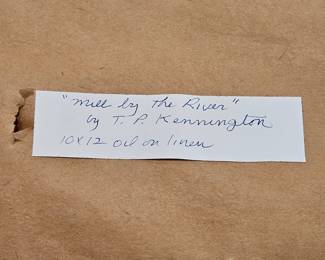 "Mill by the River"
by T. P. Kennington
10x12 oil on linen